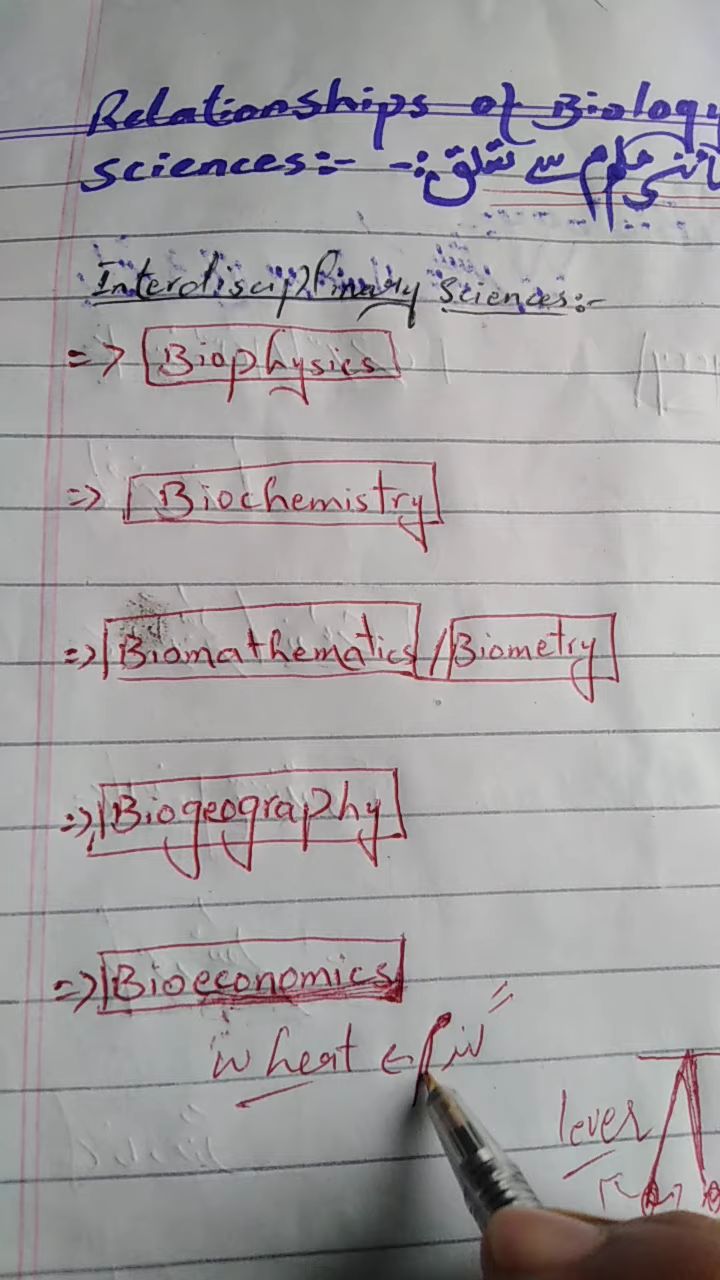 Relationships of Biology
sciences:- سائنسی علوم سے تعلق:-
Interdisciplinary Sciences:-
=> Biophysics
=> Biochemistry
=> Biomathematics / Biometry
=> Biogeography
=> Bioeconomics
"wheat ←
lever